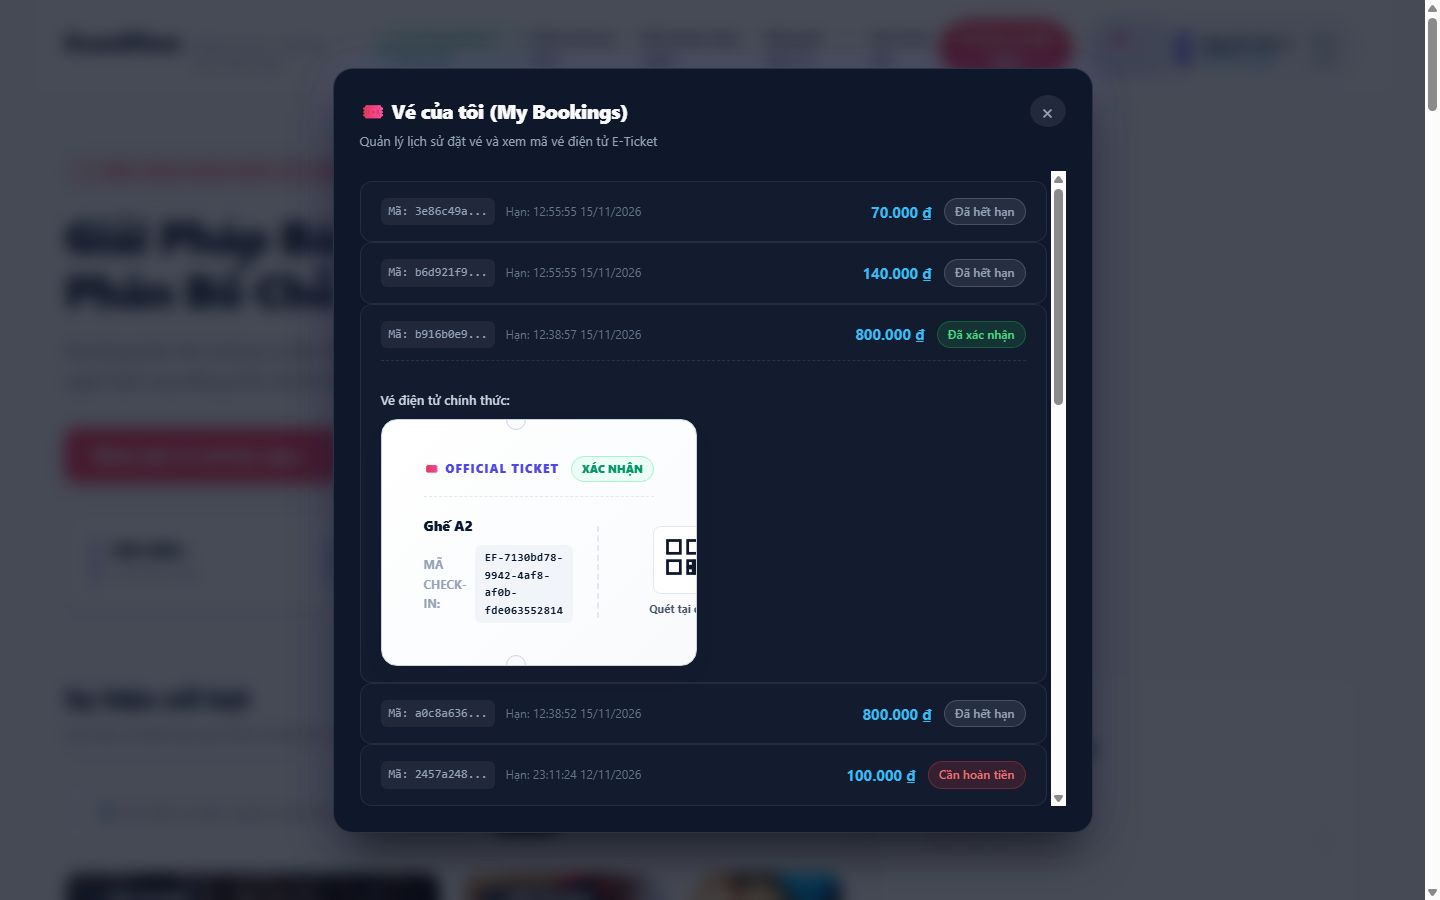 Vé của tôi (My Bookings)
×
Quản lý lịch sử đặt vé và xem mã vé điện tử E-Ticket
Mã: 3e86c49a... Hạn: 12:55:55 15/11/2026 70.000 ₫ Đã hết hạn
Mã: b6d921f9... Hạn: 12:55:55 15/11/2026 140.000 ₫ Đã hết hạn
Mã: b916b0e9... Hạn: 12:38:57 15/11/2026 800.000 ₫ Đã xác nhận
Vé điện tử chính thức:
OFFICIAL TICKET XÁC NHẬN
Ghế A2
MÃ CHECK-IN:
EF-7130bd78-
9942-4af8-
af0b-
fde063552814
Quét tại
Mã: a0c8a636... Hạn: 12:38:52 15/11/2026 800.000 ₫ Đã hết hạn
Mã: 2457a248... Hạn: 23:11:24 12/11/2026 100.000 ₫ Cần hoàn tiền